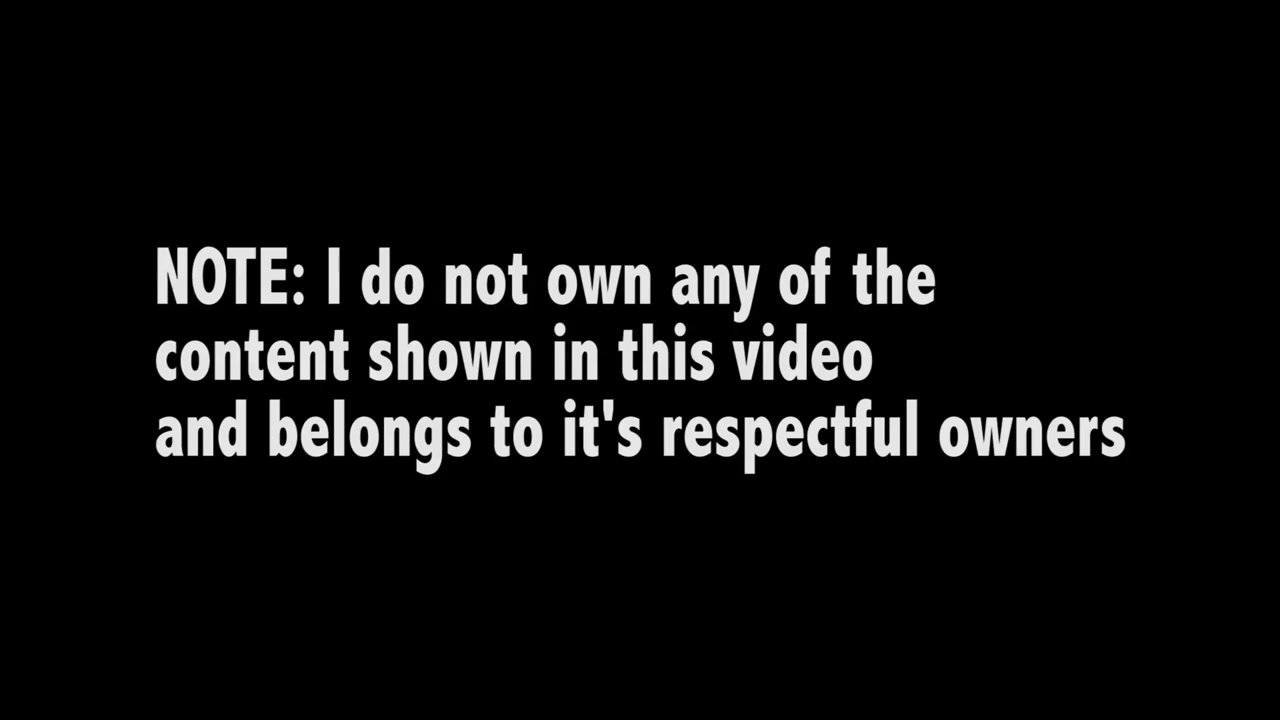 NOTE: I do not own any of the
content shown in this video
and belongs to it's respectful owners